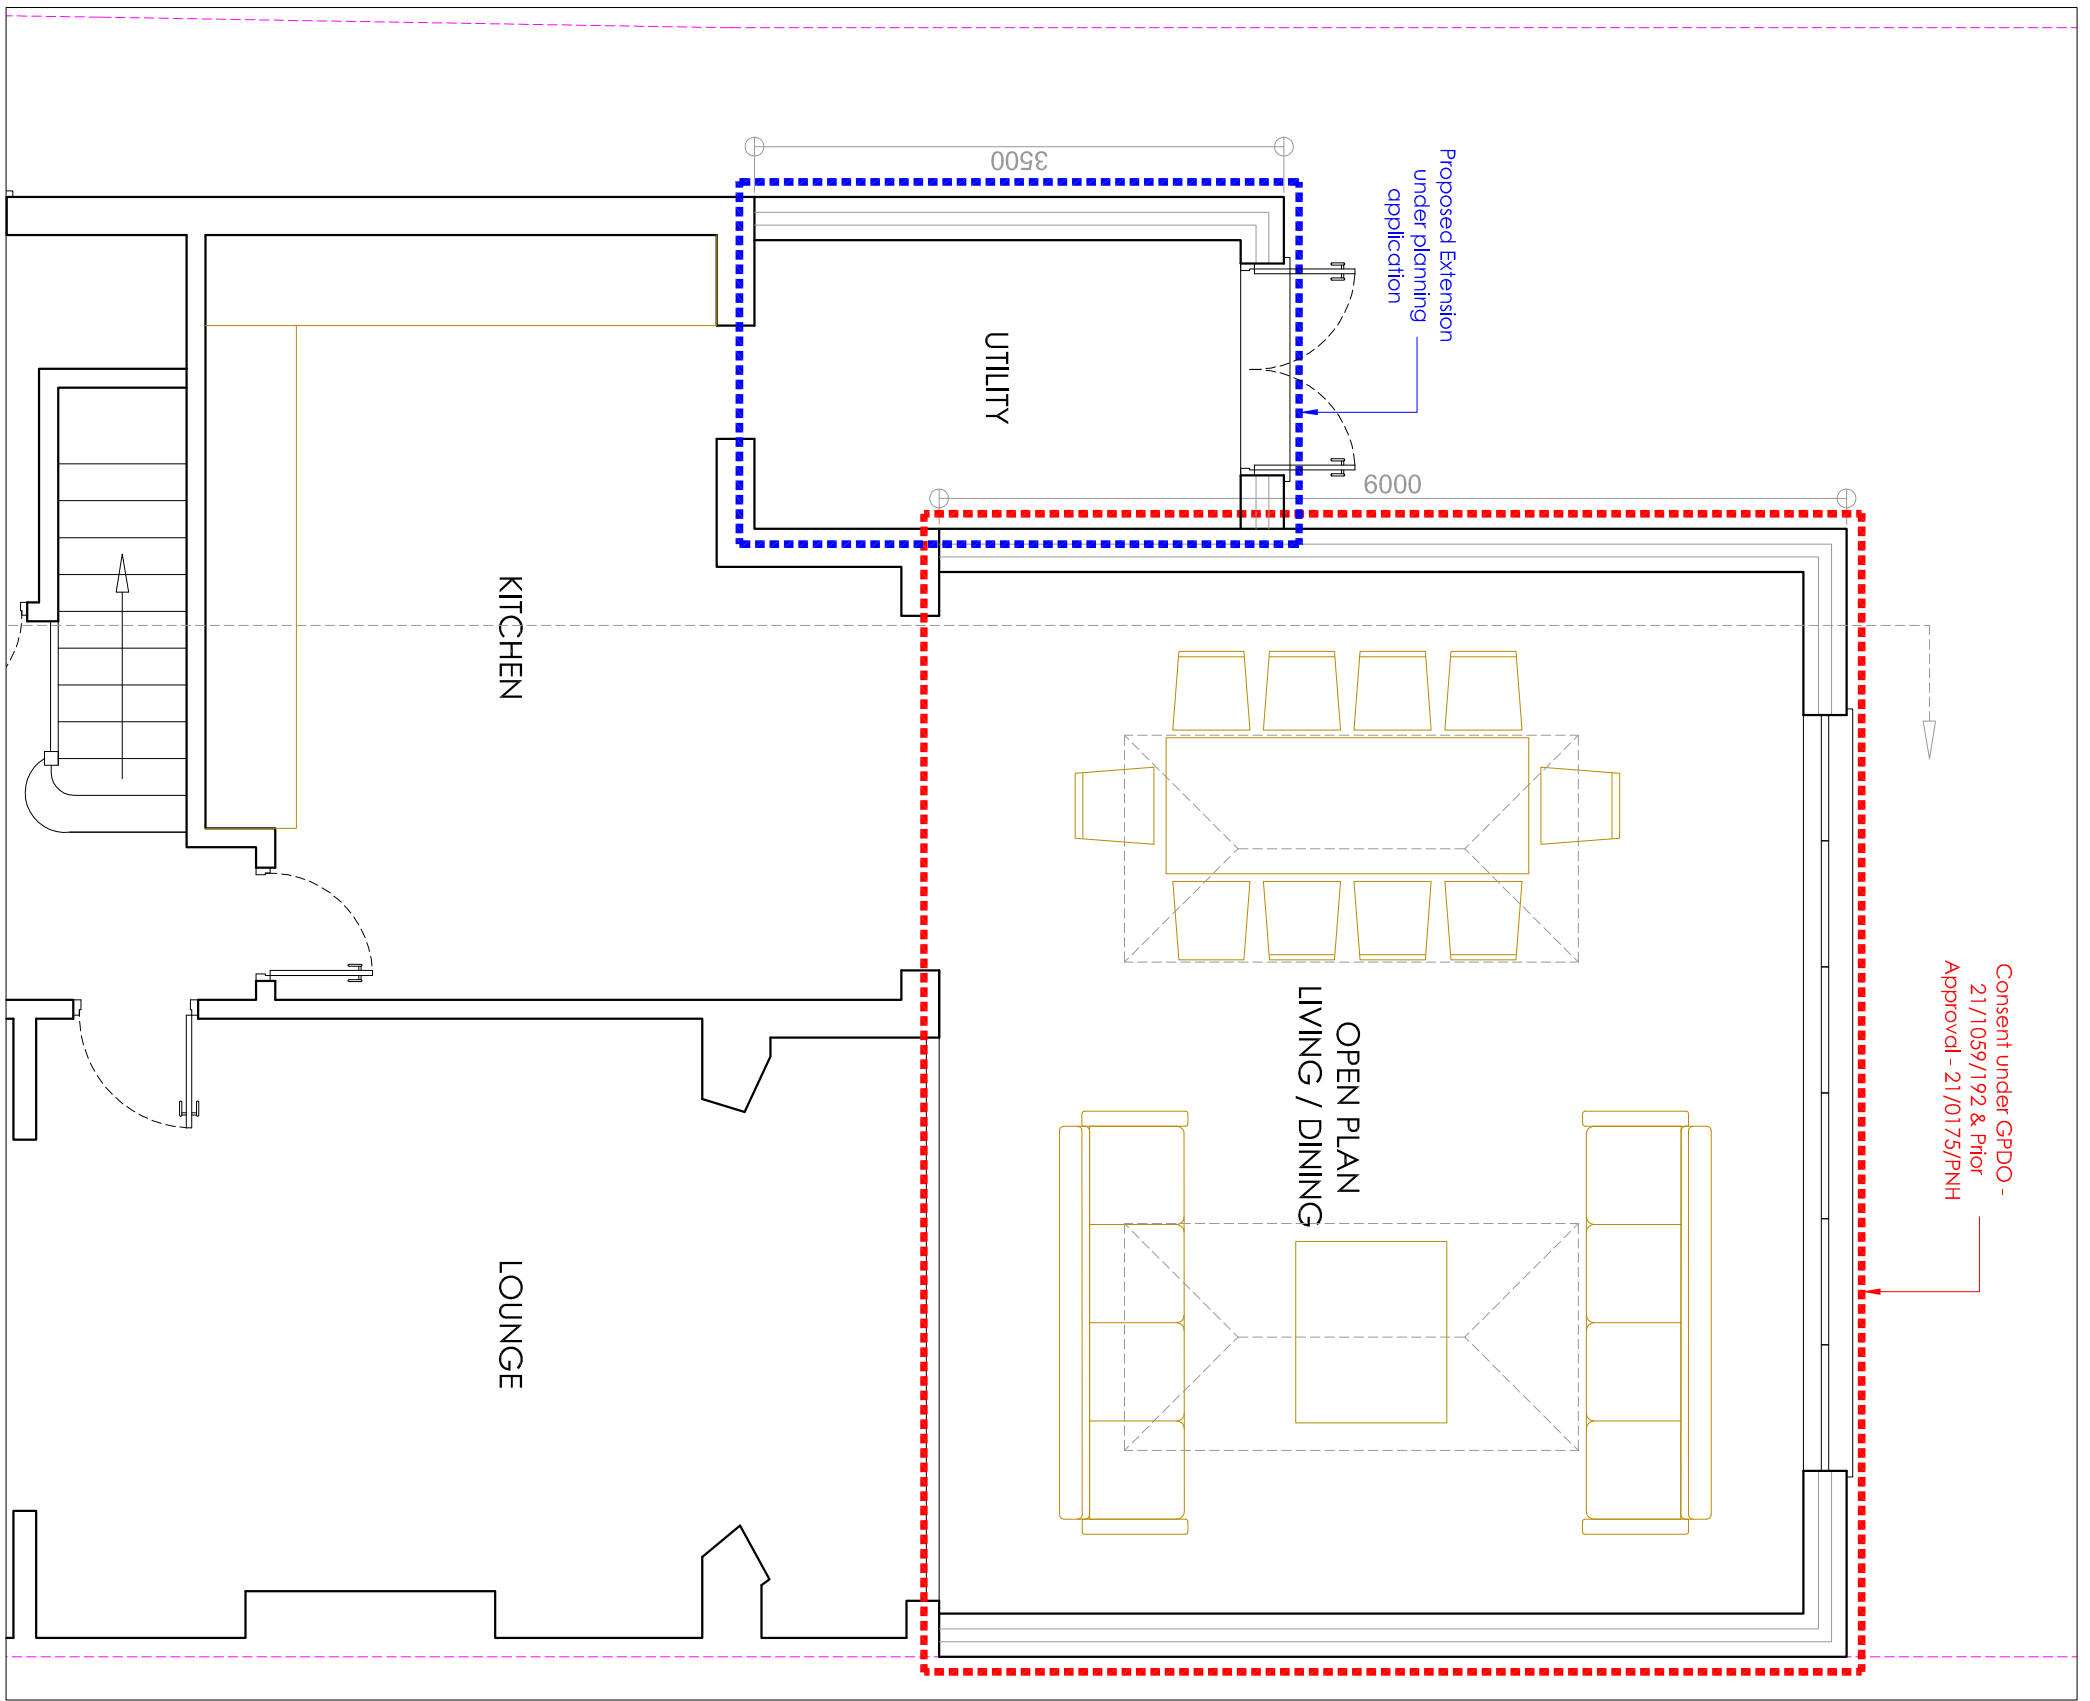 3500
Proposed Extension
under planning
application
UTILITY
6000
KITCHEN
Consent under GPDO -
21/1059/192 & Prior
Approval - 21/0175/PNH
OPEN PLAN
LIVING / DINING
LOUNGE